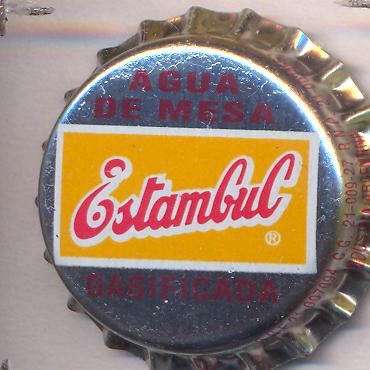 AGUA
DE MESA
Estambul
®
GASIFICADA